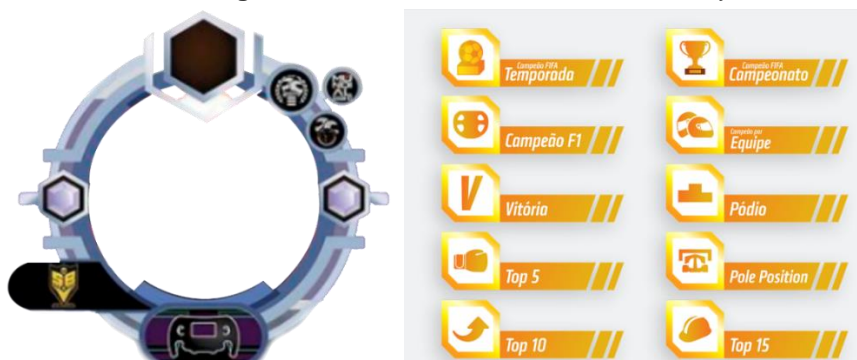 Campeão FIFA
Temporada
Campeão FIFA
Campeonato
Campeão F1
Campeão por
Equipe
Vitória
Pódio
Top 5
Pole Position
Top 10
Top 15